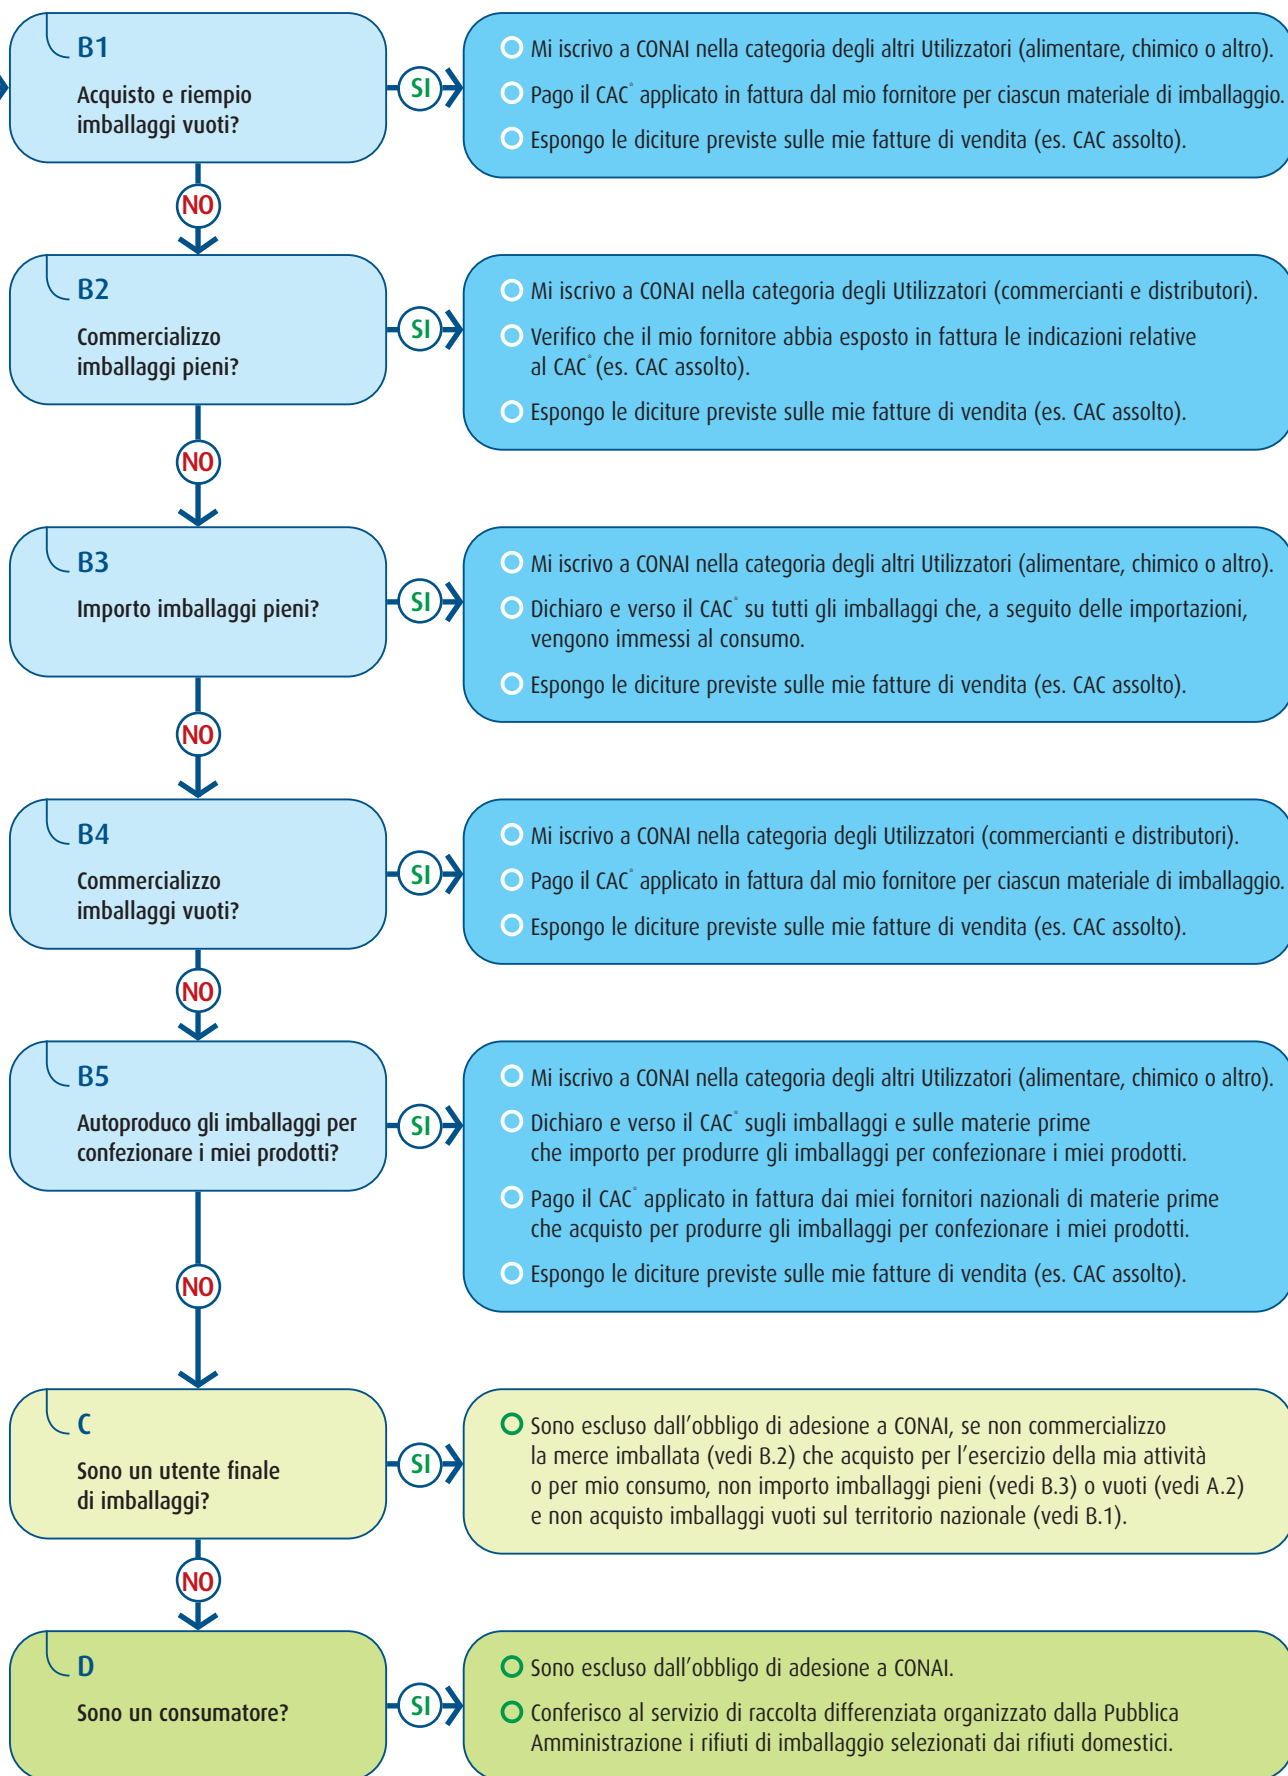 B1
Acquisto e riempio
imballaggi vuoti?
SI
Mi iscrivo a CONAI nella categoria degli altri Utilizzatori (alimentare, chimico o altro).
Pago il CAC* applicato in fattura dal mio fornitore per ciascun materiale di imballaggio.
Espongo le diciture previste sulle mie fatture di vendita (es. CAC assolto).
NO
B2
Commercializzo
imballaggi pieni?
SI
Mi iscrivo a CONAI nella categoria degli Utilizzatori (commercianti e distributori).
Verifico che il mio fornitore abbia esposto in fattura le indicazioni relative
al CAC* (es. CAC assolto).
Espongo le diciture previste sulle mie fatture di vendita (es. CAC assolto).
NO
B3
Importo imballaggi pieni?
SI
Mi iscrivo a CONAI nella categoria degli altri Utilizzatori (alimentare, chimico o altro).
Dichiaro e verso il CAC* su tutti gli imballaggi che, a seguito delle importazioni,
vengono immessi al consumo.
Espongo le diciture previste sulle mie fatture di vendita (es. CAC assolto).
NO
B4
Commercializzo
imballaggi vuoti?
SI
Mi iscrivo a CONAI nella categoria degli Utilizzatori (commercianti e distributori).
Pago il CAC* applicato in fattura dal mio fornitore per ciascun materiale di imballaggio.
Espongo le diciture previste sulle mie fatture di vendita (es. CAC assolto).
NO
B5
Autoproduco gli imballaggi per
confezionare i miei prodotti?
SI
Mi iscrivo a CONAI nella categoria degli altri Utilizzatori (alimentare, chimico o altro).
Dichiaro e verso il CAC* sugli imballaggi e sulle materie prime
che importo per produrre gli imballaggi per confezionare i miei prodotti.
Pago il CAC* applicato in fattura dai miei fornitori nazionali di materie prime
che acquisto per produrre gli imballaggi per confezionare i miei prodotti.
Espongo le diciture previste sulle mie fatture di vendita (es. CAC assolto).
NO
C
Sono un utente finale
di imballaggi?
SI
Sono escluso dall'obbligo di adesione a CONAI, se non commercializzo
la merce imballata (vedi B.2) che acquisto per l'esercizio della mia attività
o per mio consumo, non importo imballaggi pieni (vedi B.3) o vuoti (vedi A.2)
e non acquisto imballaggi vuoti sul territorio nazionale (vedi B.1).
NO
D
Sono un consumatore?
SI
Sono escluso dall'obbligo di adesione a CONAI.
Conferisco al servizio di raccolta differenziata organizzato dalla Pubblica
Amministrazione i rifiuti di imballaggio selezionati dai rifiuti domestici.